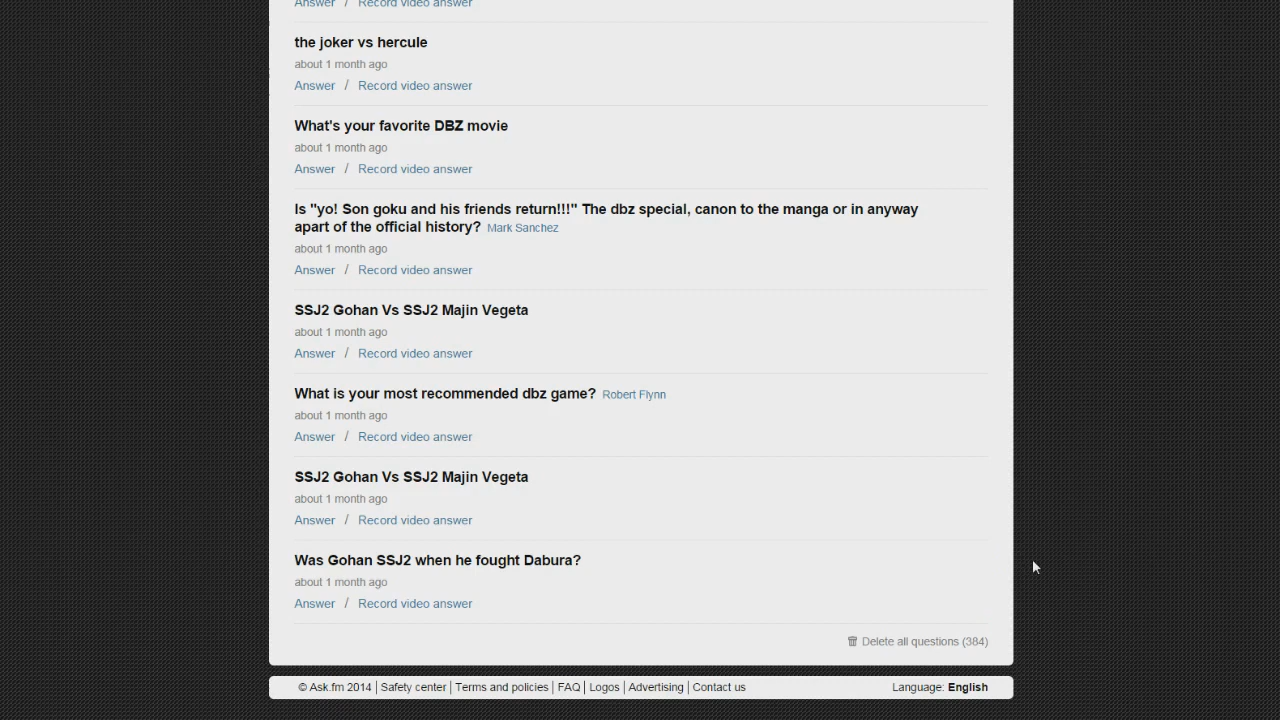 Answer / Record video answer
the joker vs hercule
about 1 month ago
Answer / Record video answer
What's your favorite DBZ movie
about 1 month ago
Answer / Record video answer
Is "yo! Son goku and his friends return!!!" The dbz special, canon to the manga or in anyway
apart of the official history? Mark Sanchez
about 1 month ago
Answer / Record video answer
SSJ2 Gohan Vs SSJ2 Majin Vegeta
about 1 month ago
Answer / Record video answer
What is your most recommended dbz game? Robert Flynn
about 1 month ago
Answer / Record video answer
SSJ2 Gohan Vs SSJ2 Majin Vegeta
about 1 month ago
Answer / Record video answer
Was Gohan SSJ2 when he fought Dabura?
about 1 month ago
Answer / Record video answer
Delete all questions (384)
© Ask.fm 2014 | Safety center | Terms and policies | FAQ | Logos | Advertising | Contact us Language: English